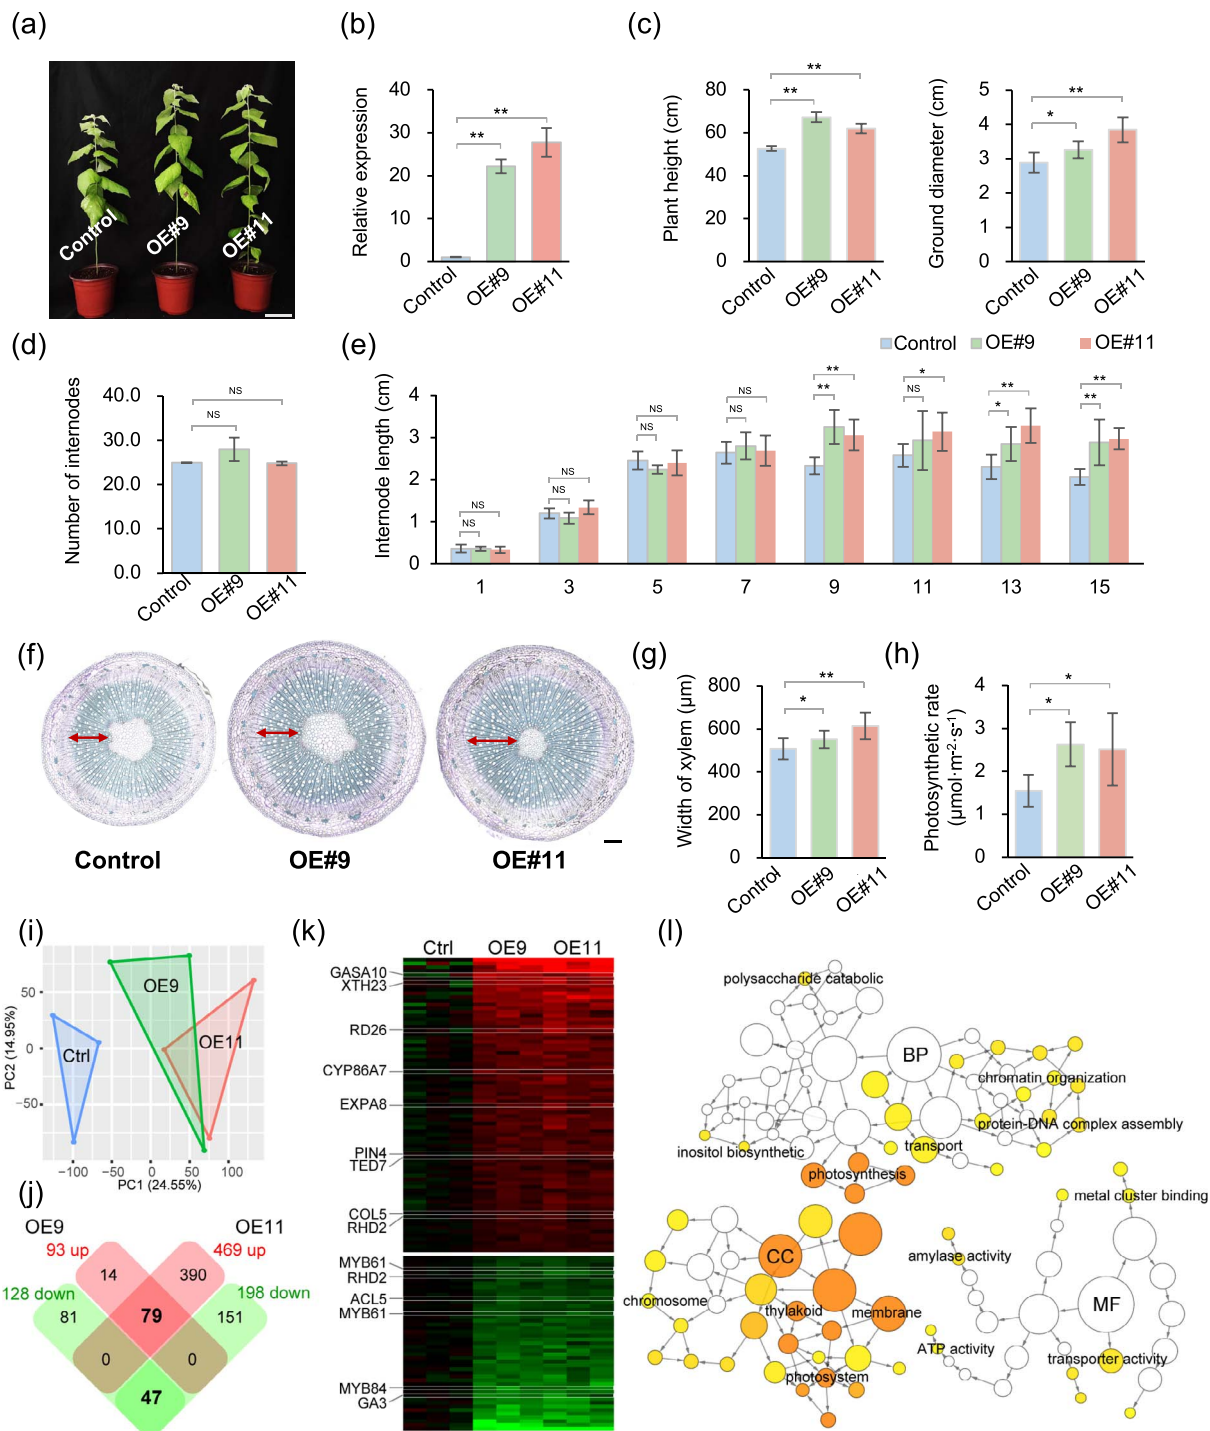 (a)
Control
OE#9
OE#11
(b)
Relative expression
40
30
20
10
0
**
**
Control
OE#9
OE#11
(c)
Plant height (cm)
80
60
40
20
0
**
**
Control
OE#9
OE#11
Ground diameter (cm)
5
4
3
2
1
0
*
**
Control
OE#9
OE#11
(d)
Number of internodes
40.0
30.0
20.0
10.0
0.0
NS
NS
Control
OE#9
OE#11
(e)
Control OE#9 OE#11
Internode length (cm)
4
3
2
1
0
NS
NS
NS
NS
NS
NS
NS
NS
**
**
*
NS
**
*
**
**
1 3 5 7 9 11 13 15
(f)
Control OE#9 OE#11
(g)
Width of xylem (µm)
800
600
400
200
0
**
*
Control
OE#9
OE#11
(h)
Photosynthetic rate
(µmol·m⁻²·s⁻¹)
4
3
2
1
0
*
*
Control
OE#9
OE#11
(i)
PC2 (14.95%)
50
0
−50
OE9
OE11
Ctrl
−100 −50 0 50 100
PC1 (24.55%)
(j)
OE9 OE11
93 up 469 up
128 down 198 down
14 390
81 79 151
0 0
47
(k)
Ctrl OE9 OE11
GASA10
XTH23
RD26
CYP86A7
EXPA8
PIN4
TED7
COL5
RHD2
MYB61
RHD2
ACL5
MYB61
MYB84
GA3
(l)
polysaccharide catabolic
BP
chromatin organization
protein-DNA complex assembly
inositol biosynthetic
transport
photosynthesis
metal cluster binding
CC
amylase activity
chromosome
thylakoid
membrane
MF
ATP activity
transporter activity
photosystem